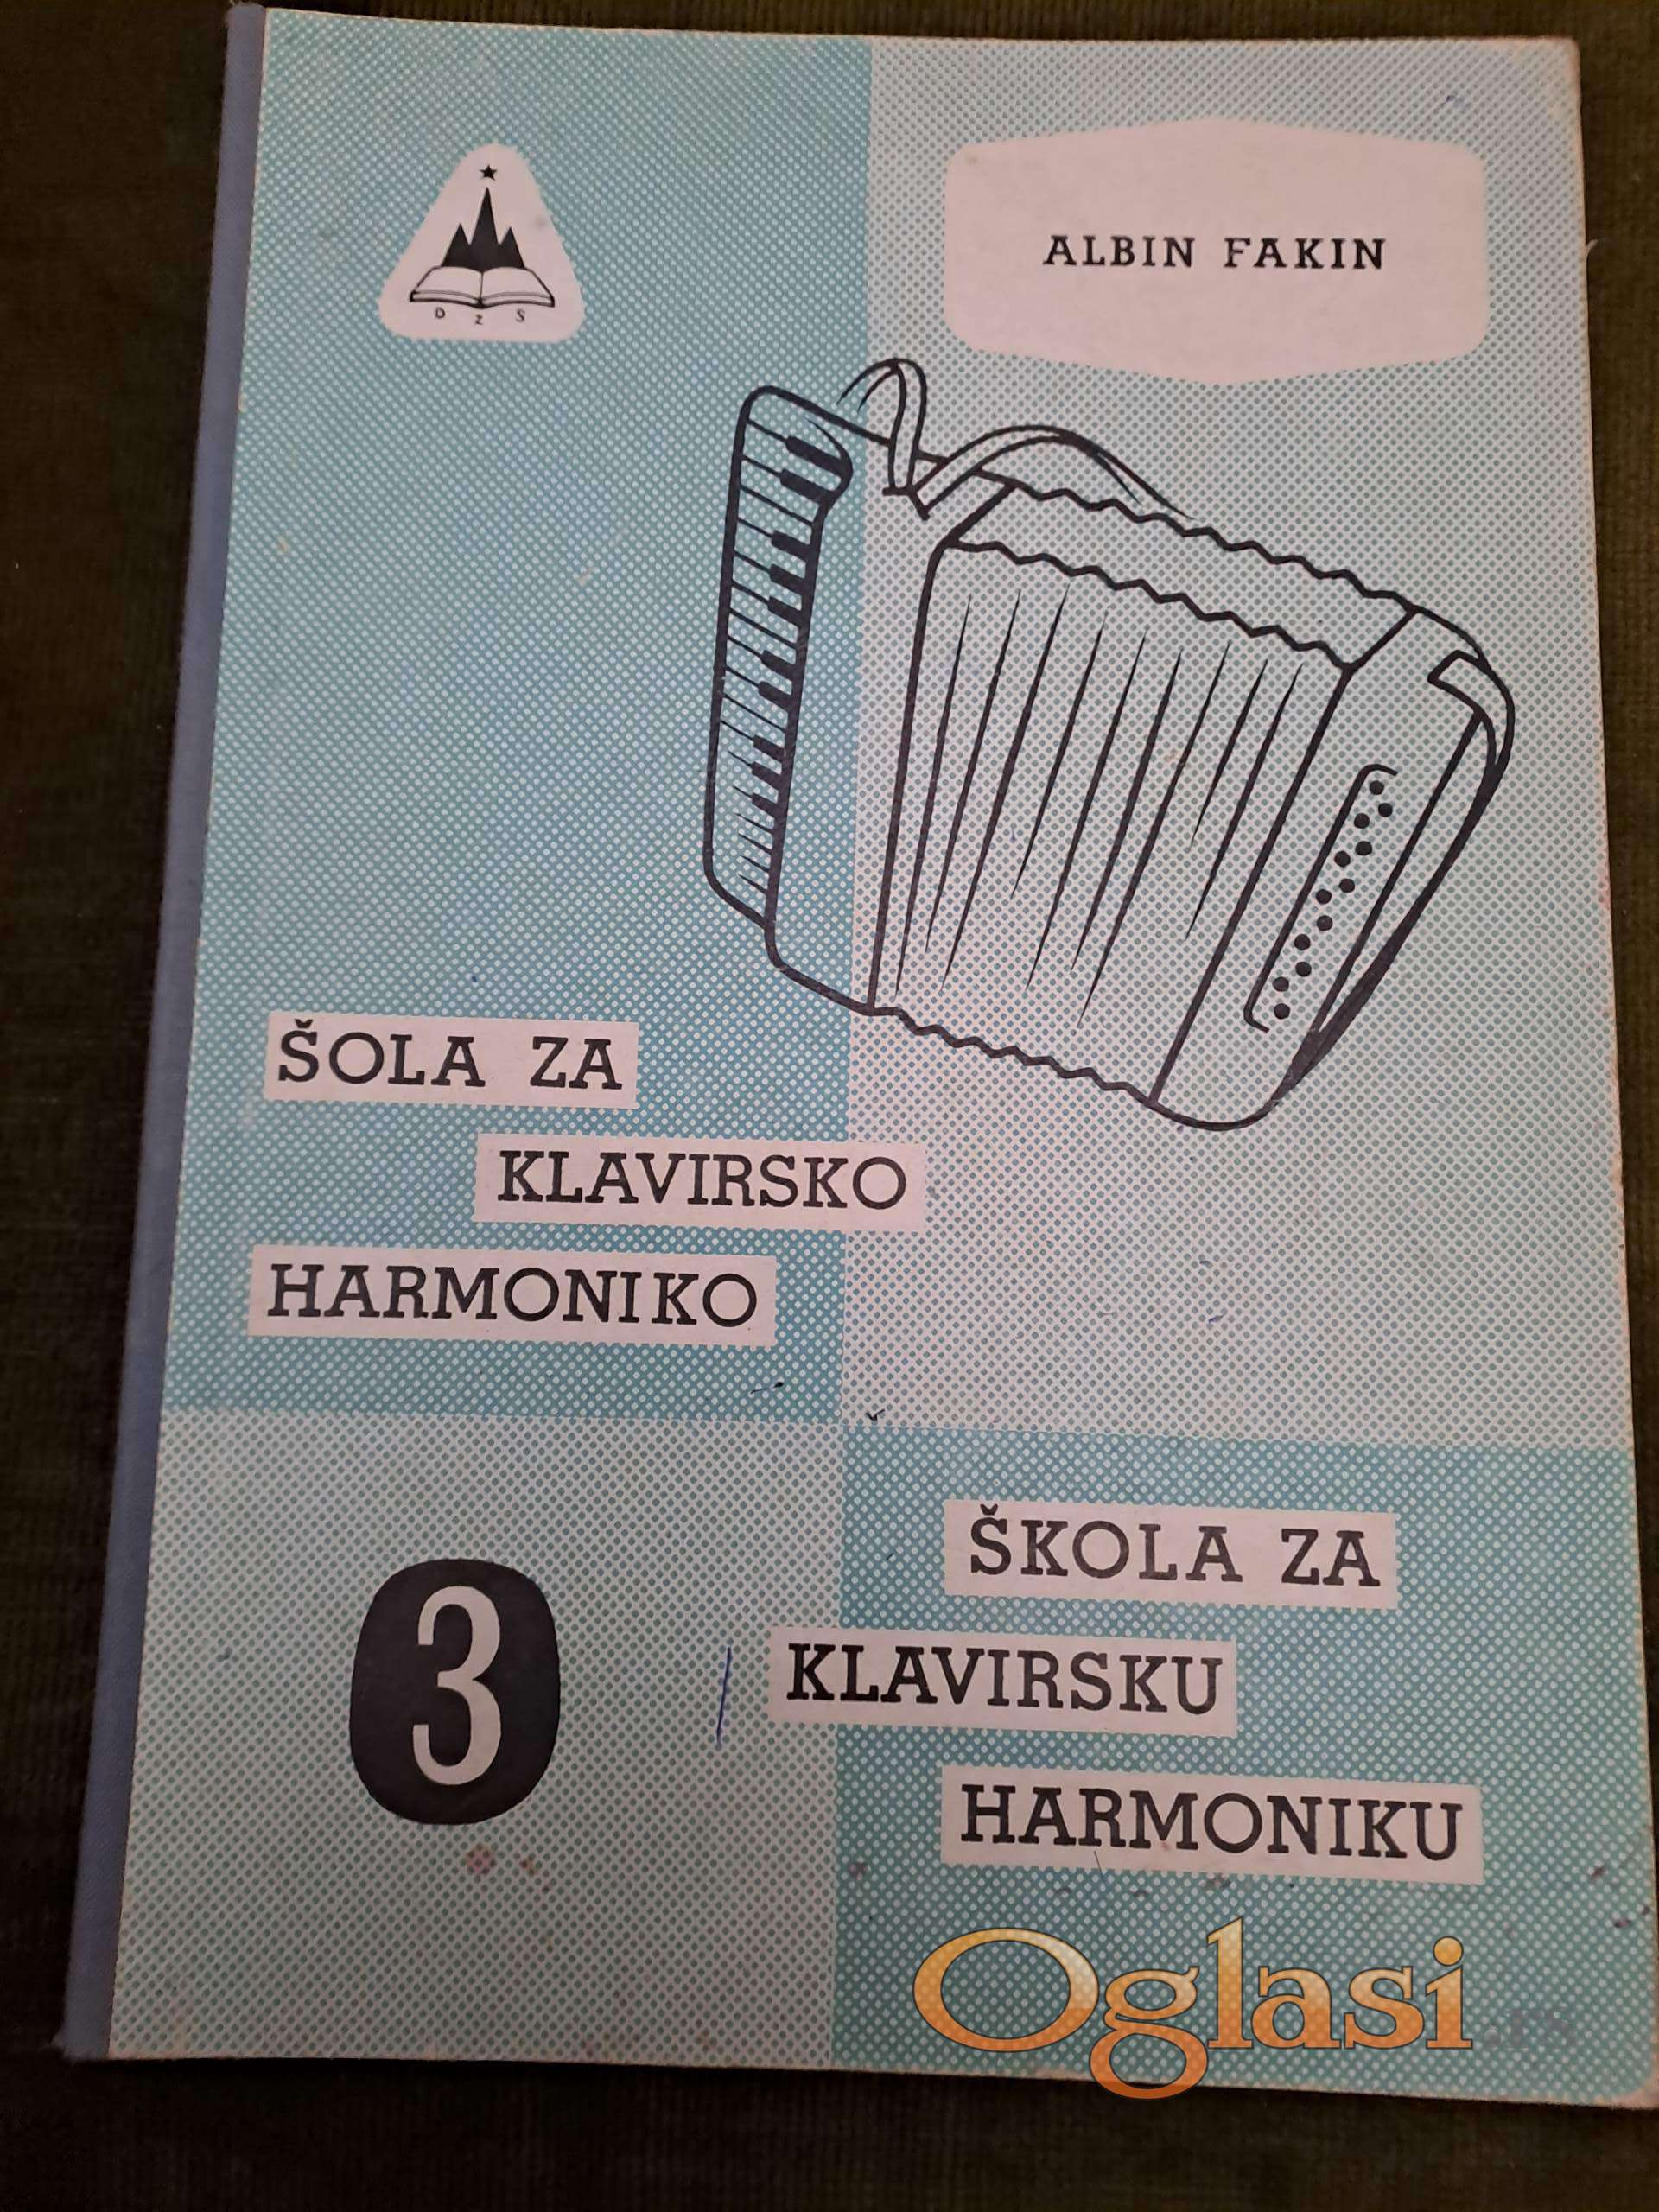 D Z S
ALBIN FAKIN
ŠOLA ZA
KLAVIRSKO
HARMONIKO
3
ŠKOLA ZA
KLAVIRSKU
HARMONIKU
Oglasi